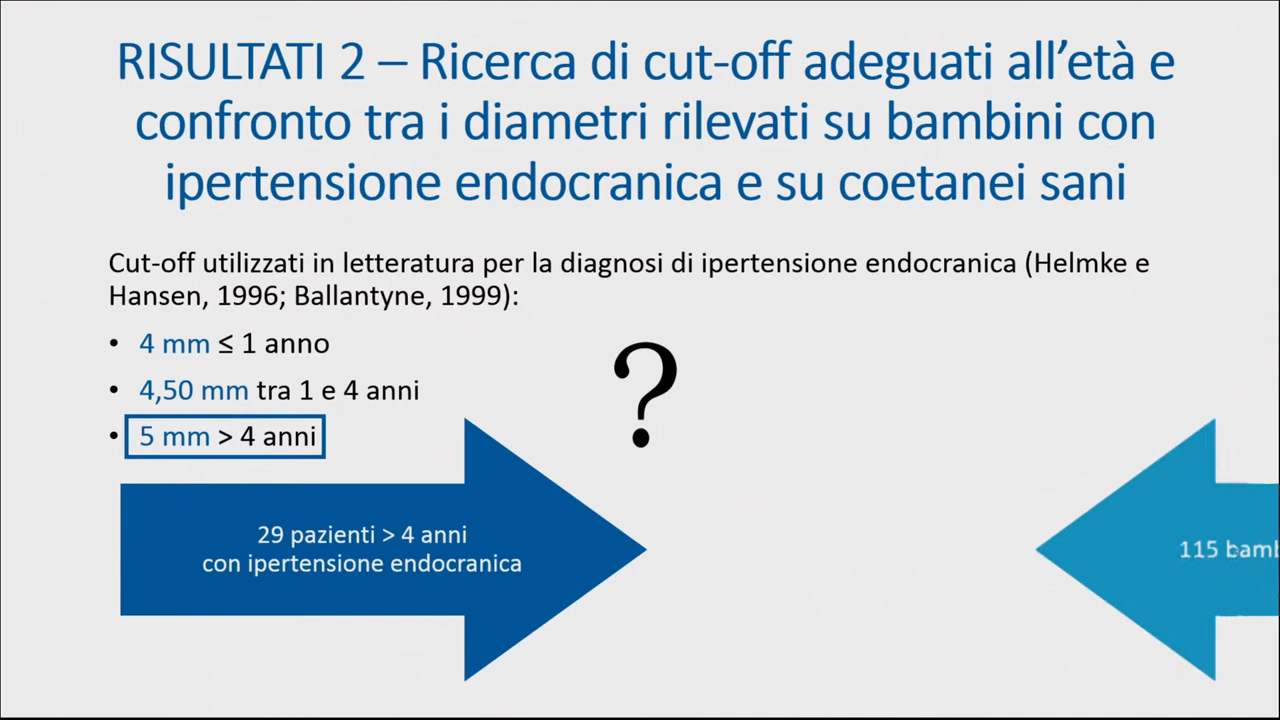 RISULTATI 2 – Ricerca di cut-off adeguati all'età e
confronto tra i diametri rilevati su bambini con
ipertensione endocranica e su coetanei sani
Cut-off utilizzati in letteratura per la diagnosi di ipertensione endocranica (Helmke e
Hansen, 1996; Ballantyne, 1999):
• 4 mm ≤ 1 anno
• 4,50 mm tra 1 e 4 anni
• 5 mm > 4 anni
?
29 pazienti > 4 anni
con ipertensione endocranica
115